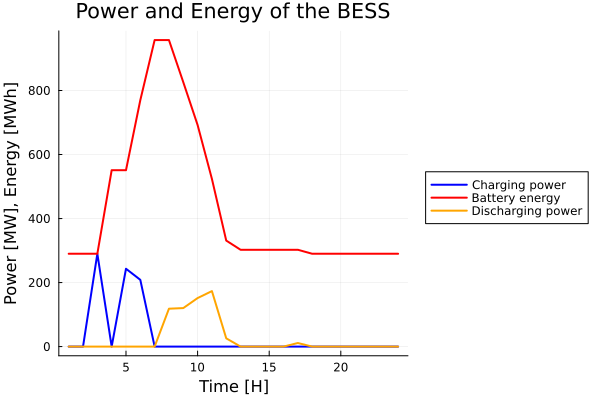 Power and Energy of the BESS
Power [MW], Energy [MWh]
800
600
400
200
0
5 10 15 20
Time [H]
Charging power
Battery energy
Discharging power